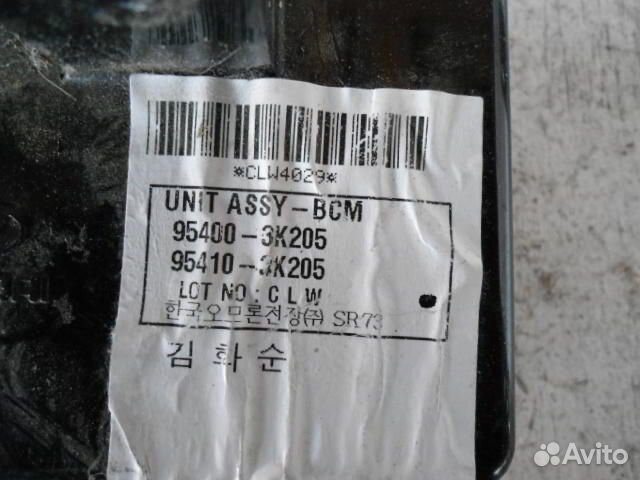 *CLW4029*
UNIT ASSY-BCM
95400-3K205
95410-3K205
LOT NO: CLW
한국오므론전장(주) SR73
김화순
Avito